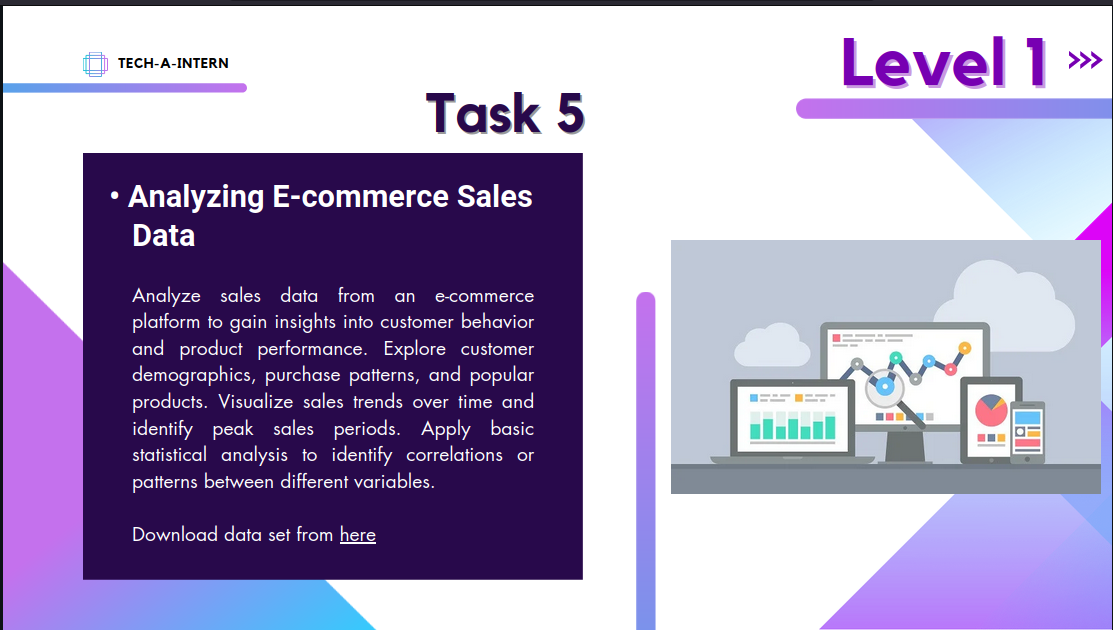 TECH-A-INTERN
Level 1
Task 5
• Analyzing E-commerce Sales
Data
Analyze sales data from an e-commerce
platform to gain insights into customer behavior
and product performance. Explore customer
demographics, purchase patterns, and popular
products. Visualize sales trends over time and
identify peak sales periods. Apply basic
statistical analysis to identify correlations or
patterns between different variables.
Download data set from here